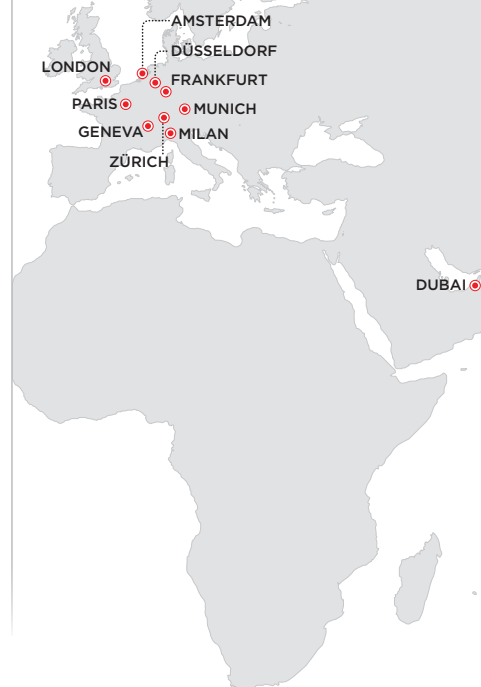 AMSTERDAM
DÜSSELDORF
LONDON
FRANKFURT
PARIS
MUNICH
GENEVA
MILAN
ZÜRICH
DUBAI